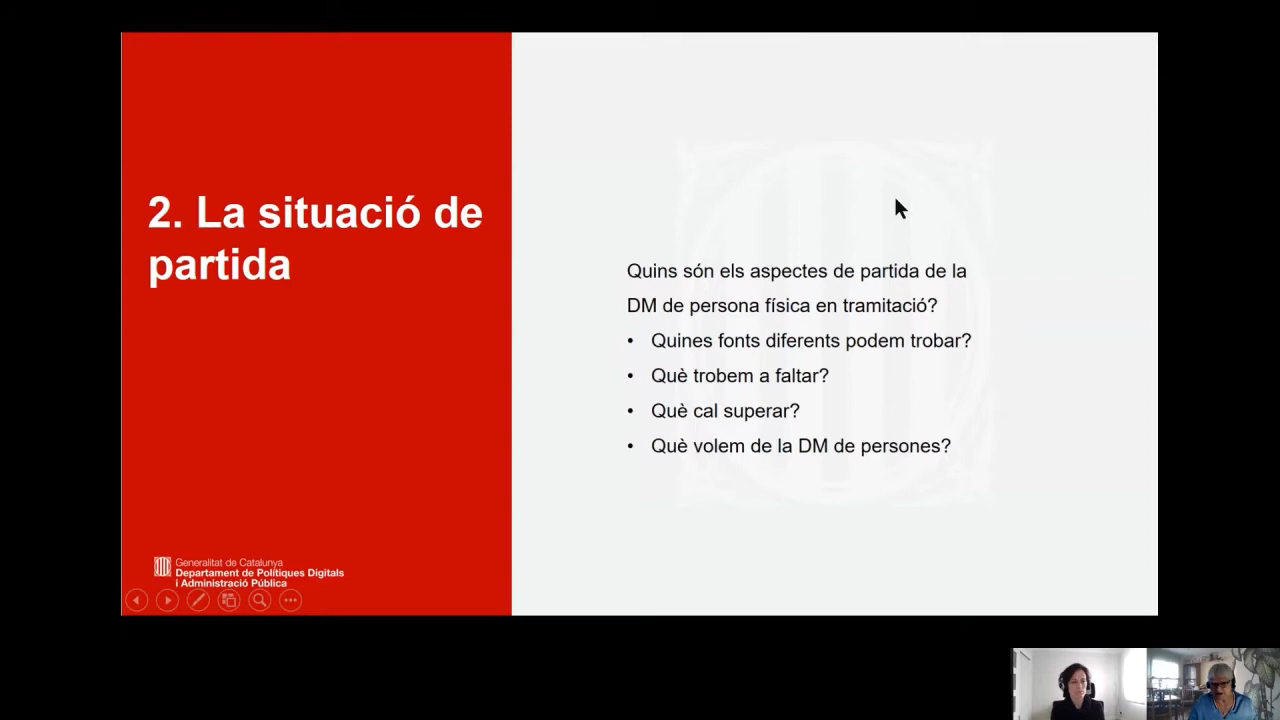 2. La situació de
partida
Quins són els aspectes de partida de la
DM de persona física en tramitació?
• Quines fonts diferents podem trobar?
• Què trobem a faltar?
• Què cal superar?
• Què volem de la DM de persones?
Generalitat de Catalunya
Departament de Polítiques Digitals
i Administració Pública